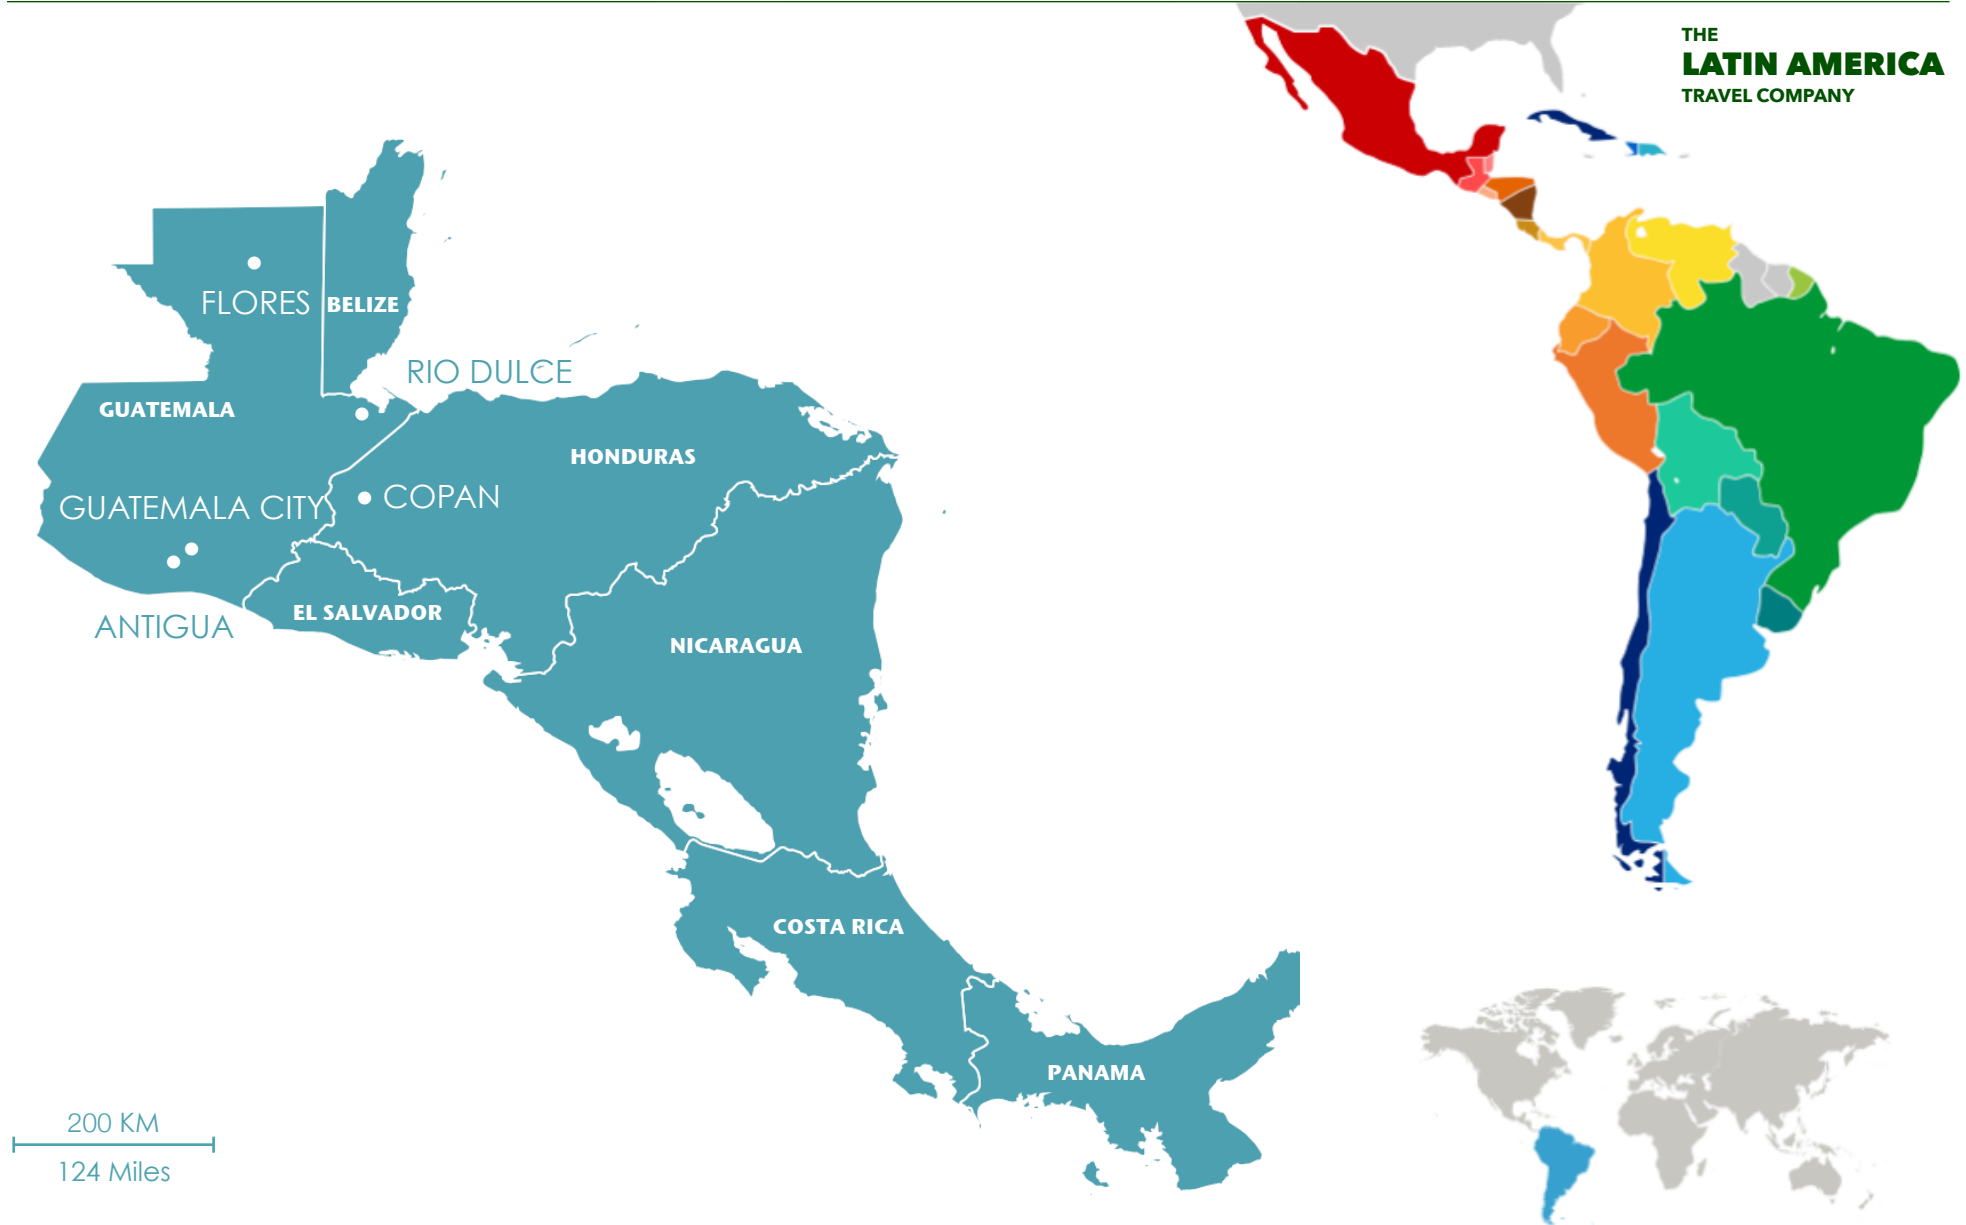 THE
LATIN AMERICA
TRAVEL COMPANY
FLORES
BELIZE
RIO DULCE
GUATEMALA
HONDURAS
GUATEMALA CITY
COPAN
EL SALVADOR
ANTIGUA
NICARAGUA
COSTA RICA
PANAMA
200 KM
124 Miles